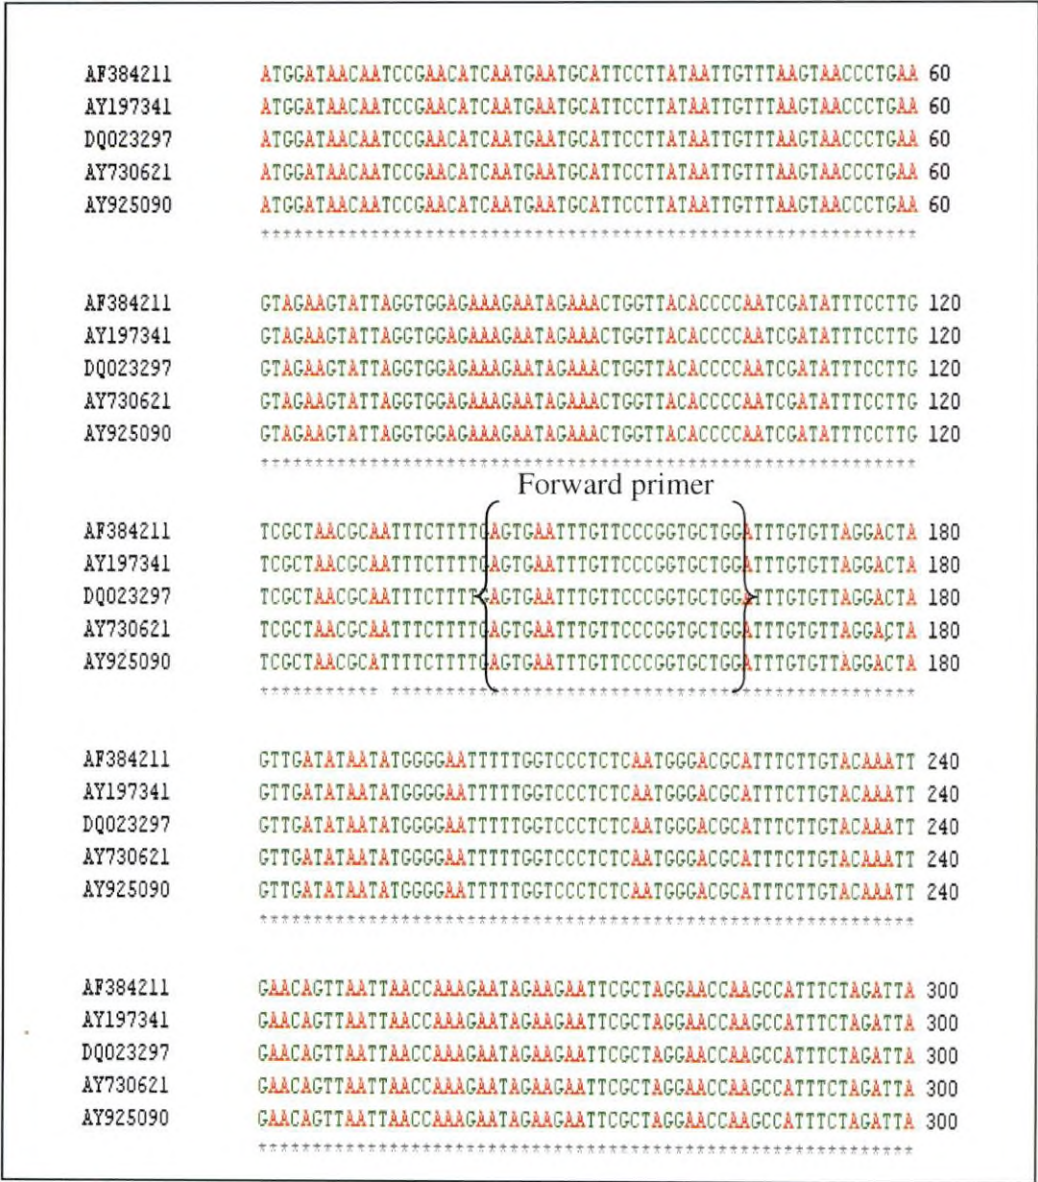 AF384211 ATGGATAACAATCCGAACATCAATGAATGCATTCCTTATAATTGTTTAAGTAACCCTGAA 60
AY197341 ATGGATAACAATCCGAACATCAATGAATGCATTCCTTATAATTGTTTAAGTAACCCTGAA 60
DQ023297 ATGGATAACAATCCGAACATCAATGAATGCATTCCTTATAATTGTTTAAGTAACCCTGAA 60
AY730621 ATGGATAACAATCCGAACATCAATGAATGCATTCCTTATAATTGTTTAAGTAACCCTGAA 60
AY925090 ATGGATAACAATCCGAACATCAATGAATGCATTCCTTATAATTGTTTAAGTAACCCTGAA 60
************************************************************
AF384211 GTAGAAGTATTAGGTGGAGAAAGAATAGAAACTGGTTACACCCCAATCGATATTTCCTTG 120
AY197341 GTAGAAGTATTAGGTGGAGAAAGAATAGAAACTGGTTACACCCCAATCGATATTTCCTTG 120
DQ023297 GTAGAAGTATTAGGTGGAGAAAGAATAGAAACTGGTTACACCCCAATCGATATTTCCTTG 120
AY730621 GTAGAAGTATTAGGTGGAGAAAGAATAGAAACTGGTTACACCCCAATCGATATTTCCTTG 120
AY925090 GTAGAAGTATTAGGTGGAGAAAGAATAGAAACTGGTTACACCCCAATCGATATTTCCTTG 120
************************************************************
Forward primer
AF384211 TCGCTAACGCAATTTCTTTTGAGTGAATTTGTTCCCGGTGCTGGATTTGTGTTAGGACTA 180
AY197341 TCGCTAACGCAATTTCTTTTGAGTGAATTTGTTCCCGGTGCTGGATTTGTGTTAGGACTA 180
DQ023297 TCGCTAACGCAATTTCTTTTGAGTGAATTTGTTCCCGGTGCTGGATTTGTGTTAGGACTA 180
AY730621 TCGCTAACGCAATTTCTTTTGAGTGAATTTGTTCCCGGTGCTGGATTTGTGTTAGGACTA 180
AY925090 TCGCTAACGCATTTTCTTTTGAGTGAATTTGTTCCCGGTGCTGGATTTGTGTTAGGACTA 180
*********** ************************************************
AF384211 GTTGATATAATATGGGGAATTTTTGGTCCCTCTCAATGGGACGCATTTCTTGTACAAATT 240
AY197341 GTTGATATAATATGGGGAATTTTTGGTCCCTCTCAATGGGACGCATTTCTTGTACAAATT 240
DQ023297 GTTGATATAATATGGGGAATTTTTGGTCCCTCTCAATGGGACGCATTTCTTGTACAAATT 240
AY730621 GTTGATATAATATGGGGAATTTTTGGTCCCTCTCAATGGGACGCATTTCTTGTACAAATT 240
AY925090 GTTGATATAATATGGGGAATTTTTGGTCCCTCTCAATGGGACGCATTTCTTGTACAAATT 240
************************************************************
AF384211 GAACAGTTAATTAACCAAAGAATAGAAGAATTCGCTAGGAACCAAGCCATTTCTAGATTA 300
AY197341 GAACAGTTAATTAACCAAAGAATAGAAGAATTCGCTAGGAACCAAGCCATTTCTAGATTA 300
DQ023297 GAACAGTTAATTAACCAAAGAATAGAAGAATTCGCTAGGAACCAAGCCATTTCTAGATTA 300
AY730621 GAACAGTTAATTAACCAAAGAATAGAAGAATTCGCTAGGAACCAAGCCATTTCTAGATTA 300
AY925090 GAACAGTTAATTAACCAAAGAATAGAAGAATTCGCTAGGAACCAAGCCATTTCTAGATTA 300
************************************************************